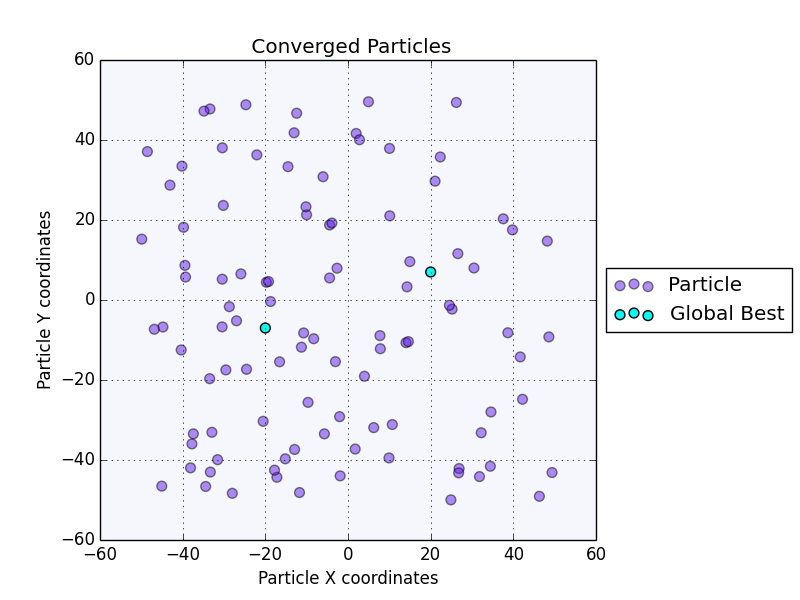 Converged Particles
60
40
20
0
−20
−40
−60
−60
−40
−20
0
20
40
60
Particle Y coordinates
Particle X coordinates
Particle
Global Best